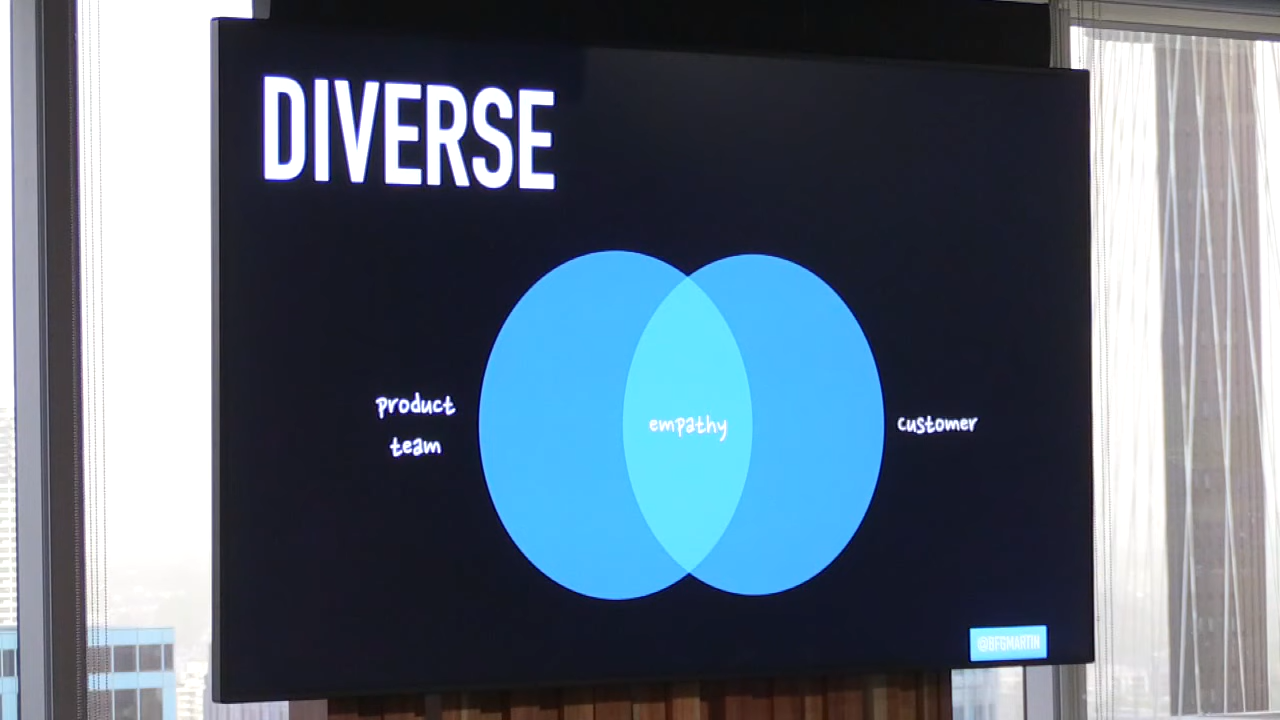 DIVERSE
product
team
empathy
customer
@BFGMARTIN